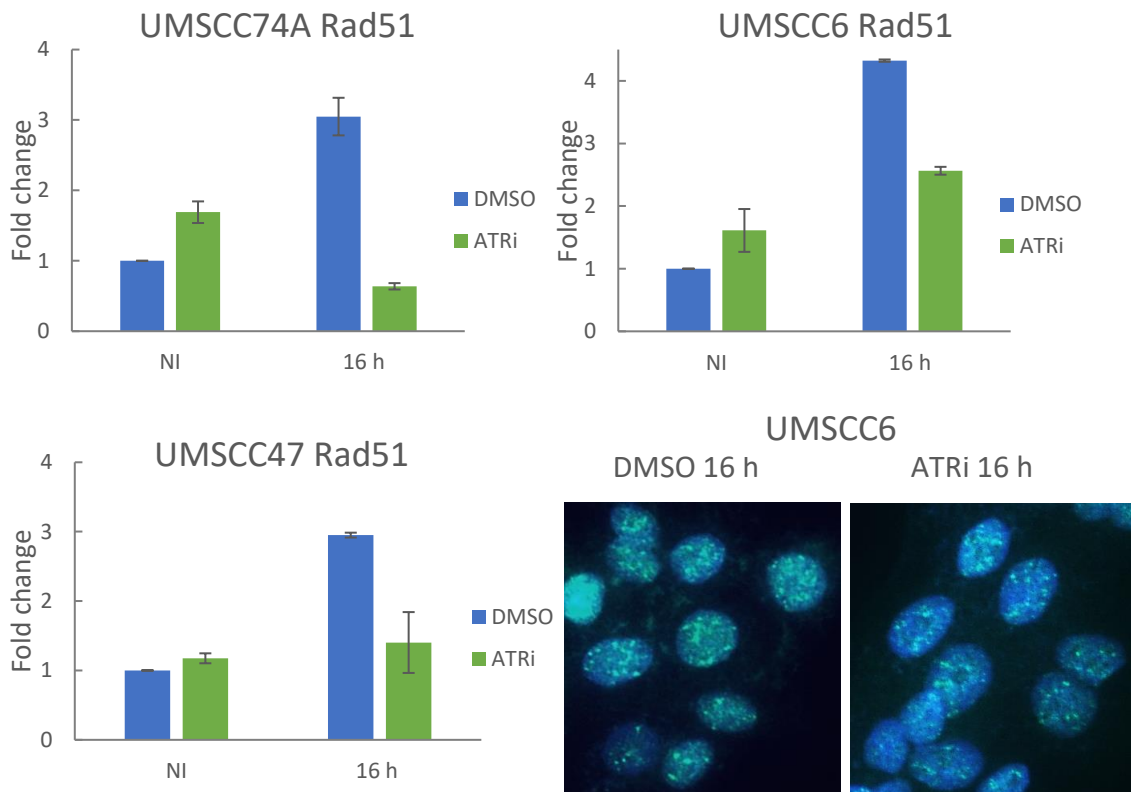 UMSCC74A Rad51
4
3
2
1
0
Fold change
NI
16 h
DMSO
ATRi
UMSCC6 Rad51
4
3
2
1
0
Fold change
NI
16 h
DMSO
ATRi
UMSCC47 Rad51
4
3
2
1
0
Fold change
NI
16 h
DMSO
ATRi
UMSCC6
DMSO 16 h
ATRi 16 h